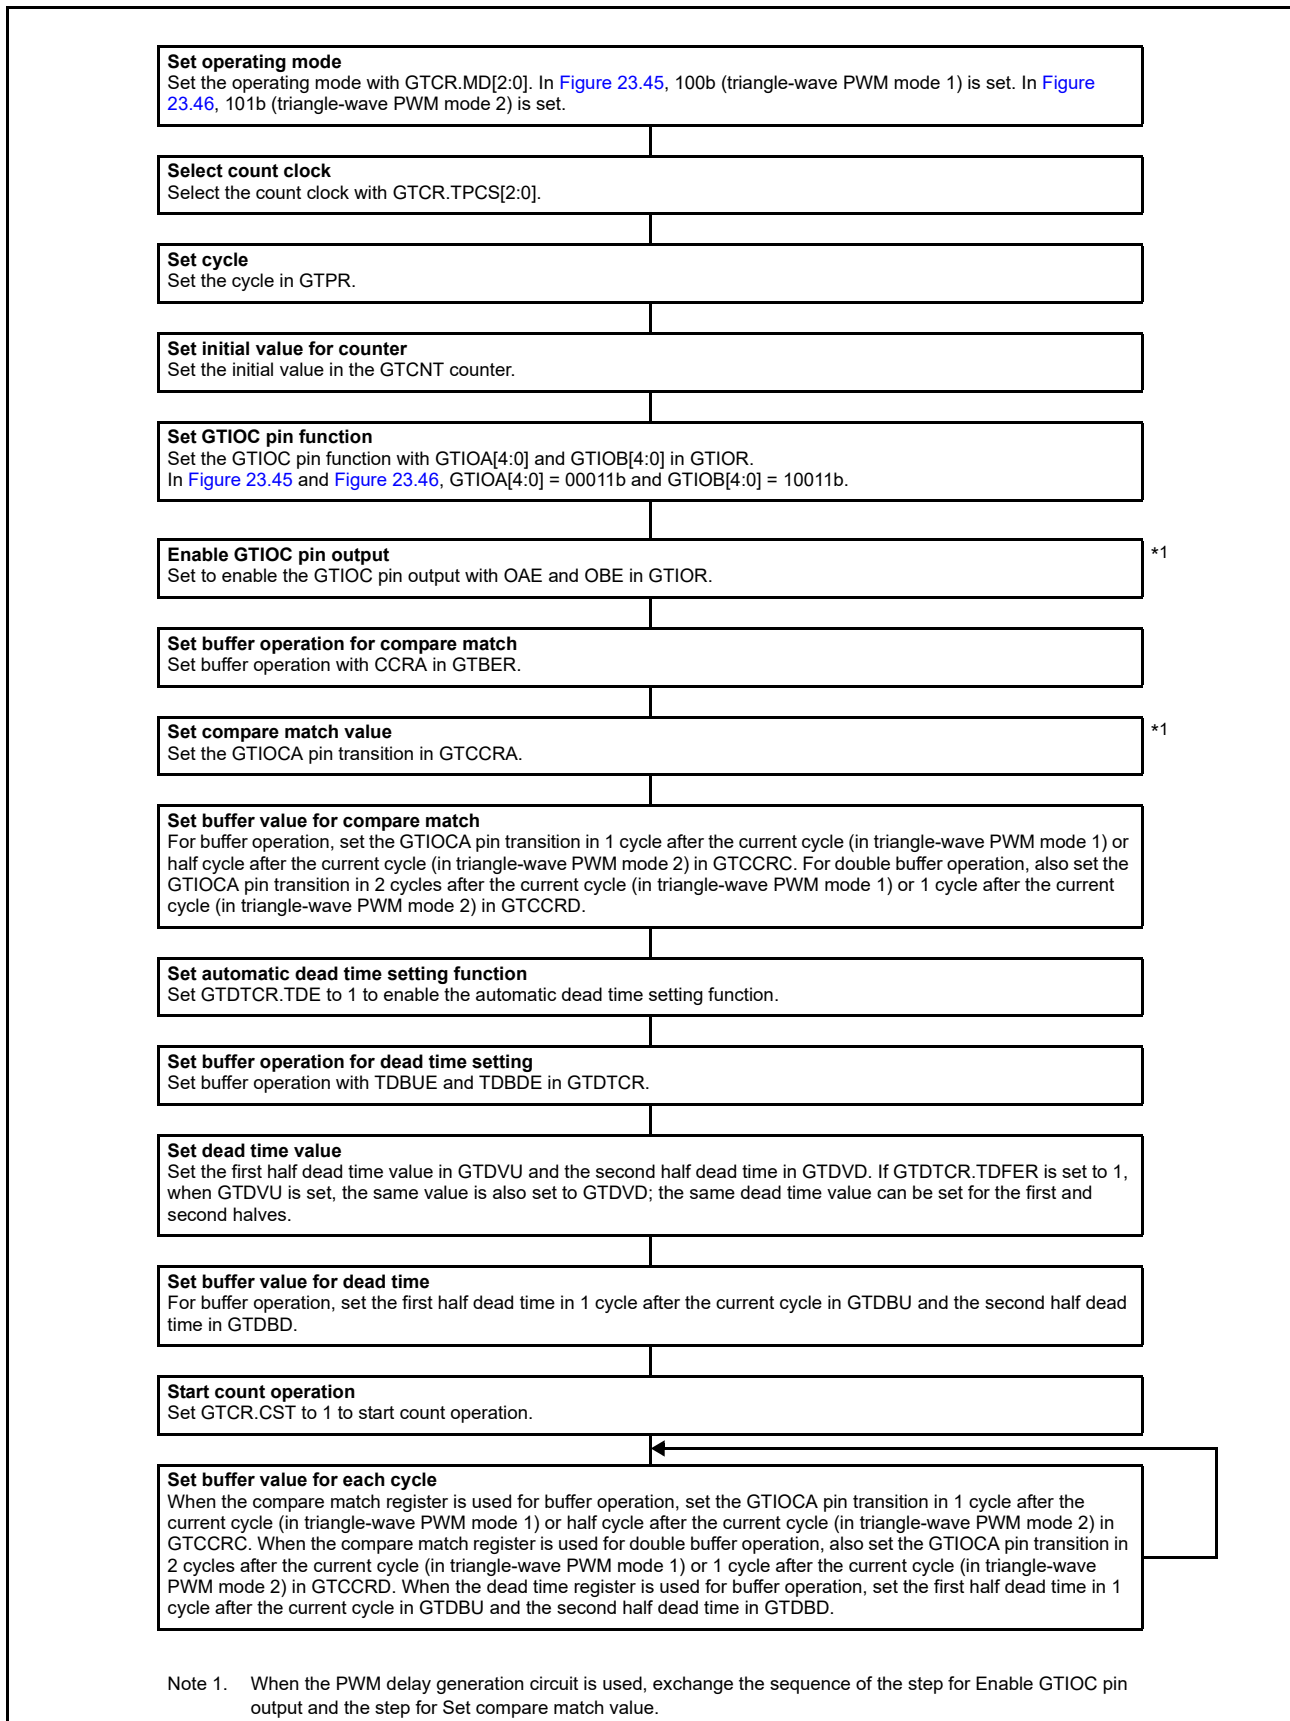 Set operating mode
Set the operating mode with GTCR.MD[2:0]. In Figure 23.45, 100b (triangle-wave PWM mode 1) is set. In Figure
23.46, 101b (triangle-wave PWM mode 2) is set.
Select count clock
Select the count clock with GTCR.TPCS[2:0].
Set cycle
Set the cycle in GTPR.
Set initial value for counter
Set the initial value in the GTCNT counter.
Set GTIOC pin function
Set the GTIOC pin function with GTIOA[4:0] and GTIOB[4:0] in GTIOR.
In Figure 23.45 and Figure 23.46, GTIOA[4:0] = 00011b and GTIOB[4:0] = 10011b.
Enable GTIOC pin output
*1
Set to enable the GTIOC pin output with OAE and OBE in GTIOR.
Set buffer operation for compare match
Set buffer operation with CCRA in GTBER.
Set compare match value
*1
Set the GTIOCA pin transition in GTCCRA.
Set buffer value for compare match
For buffer operation, set the GTIOCA pin transition in 1 cycle after the current cycle (in triangle-wave PWM mode 1) or
half cycle after the current cycle (in triangle-wave PWM mode 2) in GTCCRC. For double buffer operation, also set the
GTIOCA pin transition in 2 cycles after the current cycle (in triangle-wave PWM mode 1) or 1 cycle after the current
cycle (in triangle-wave PWM mode 2) in GTCCRD.
Set automatic dead time setting function
Set GTDTCR.TDE to 1 to enable the automatic dead time setting function.
Set buffer operation for dead time setting
Set buffer operation with TDBUE and TDBDE in GTDTCR.
Set dead time value
Set the first half dead time value in GTDVU and the second half dead time in GTDVD. If GTDTCR.TDFER is set to 1,
when GTDVU is set, the same value is also set to GTDVD; the same dead time value can be set for the first and
second halves.
Set buffer value for dead time
For buffer operation, set the first half dead time in 1 cycle after the current cycle in GTDBU and the second half dead
time in GTDBD.
Start count operation
Set GTCR.CST to 1 to start count operation.
Set buffer value for each cycle
When the compare match register is used for buffer operation, set the GTIOCA pin transition in 1 cycle after the
current cycle (in triangle-wave PWM mode 1) or half cycle after the current cycle (in triangle-wave PWM mode 2) in
GTCCRC. When the compare match register is used for double buffer operation, also set the GTIOCA pin transition in
2 cycles after the current cycle (in triangle-wave PWM mode 1) or 1 cycle after the current cycle (in triangle-wave
PWM mode 2) in GTCCRD. When the dead time register is used for buffer operation, set the first half dead time in 1
cycle after the current cycle in GTDBU and the second half dead time in GTDBD.
Note 1. When the PWM delay generation circuit is used, exchange the sequence of the step for Enable GTIOC pin
output and the step for Set compare match value.